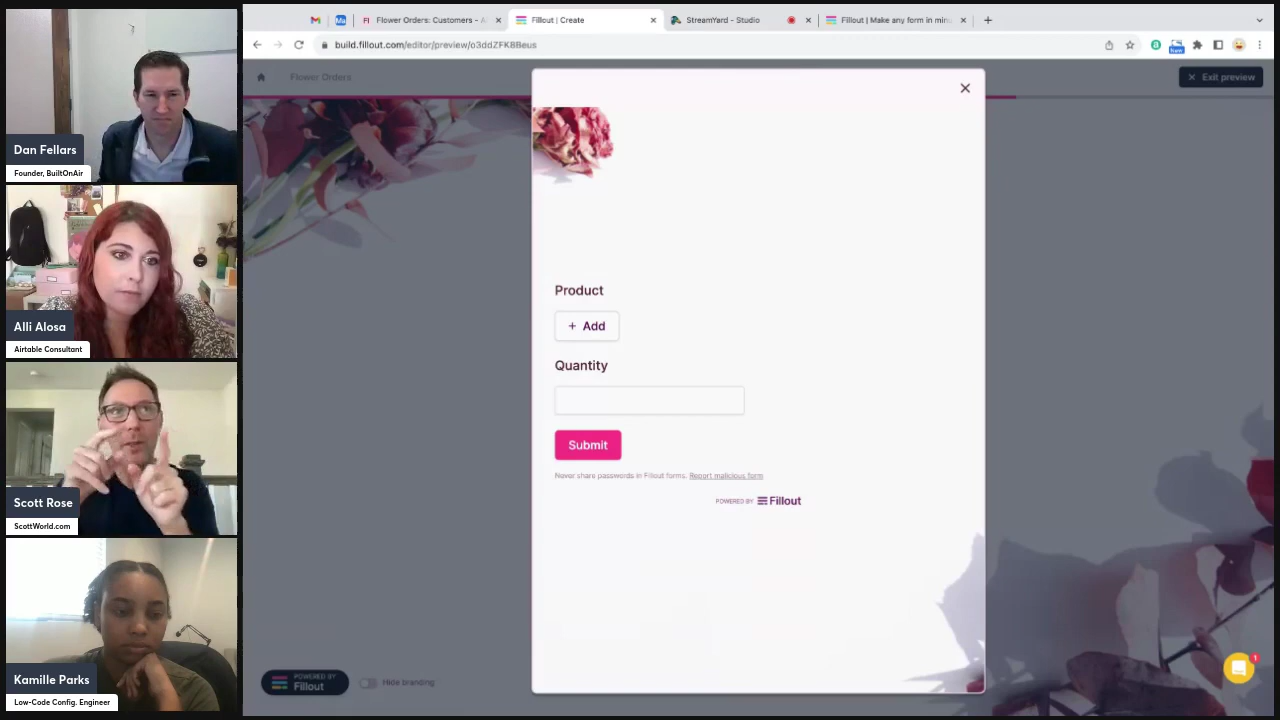 Dan Fellars
Founder, BuiltOnAir
Alli Alosa
Airtable Consultant
Scott Rose
ScottWorld.com
Kamille Parks
Low-Code Config. Engineer
Flower Orders: Customers - A
Fillout | Create
StreamYard - Studio
Fillout | Make any form in minu
build.fillout.com/editor/preview/o3ddZFK8Beus
New
Flower Orders
Exit preview
Product
+ Add
Quantity
Submit
Never share passwords in Fillout forms. Report malicious form
POWERED BY Fillout
POWERED BY
Fillout
Hide branding
1